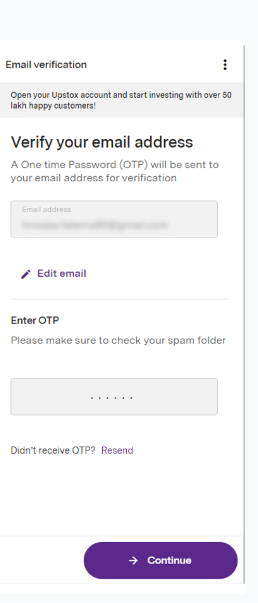 Email verification
Open your Upstox account and start investing with over 50
lakh happy customers!
Verify your email address
A One time Password (OTP) will be sent to
your email address for verification
Email address
Edit email
Enter OTP
Please make sure to check your spam folder
......
Didn't receive OTP? Resend
→ Continue